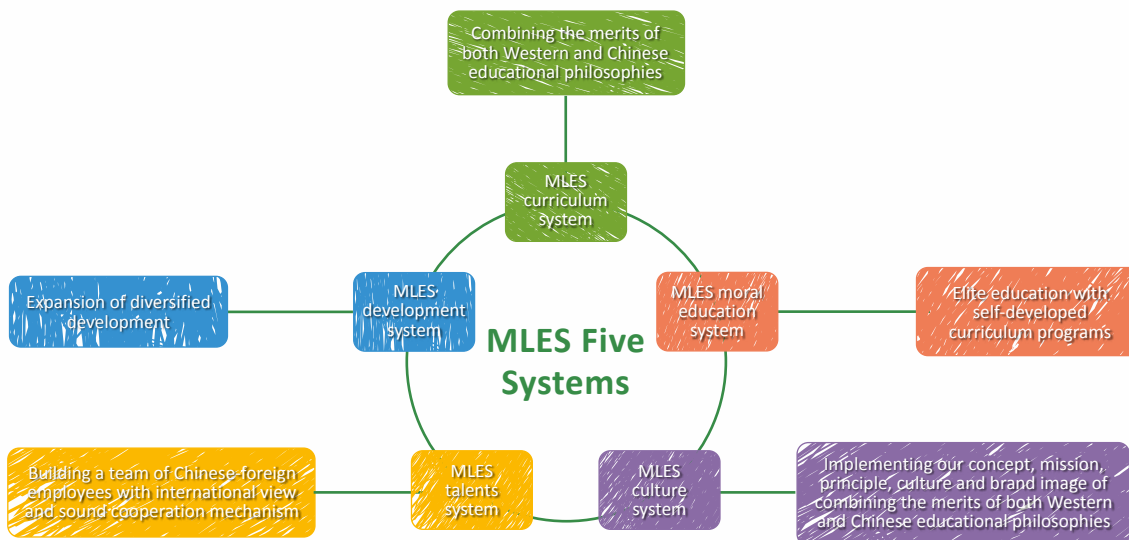 Combining the merits of
both Western and Chinese
educational philosophies
MLES
curriculum
system
Expansion of diversified
development
MLES
development
system
MLES moral
education
system
Elite education with
self-developed
curriculum programs
MLES Five
Systems
Building a team of Chinese-foreign
employees with international view
and sound cooperation mechanism
MLES
talents
system
MLES
culture
system
Implementing our concept, mission,
principle, culture and brand image of
combining the merits of both Western
and Chinese educational philosophies